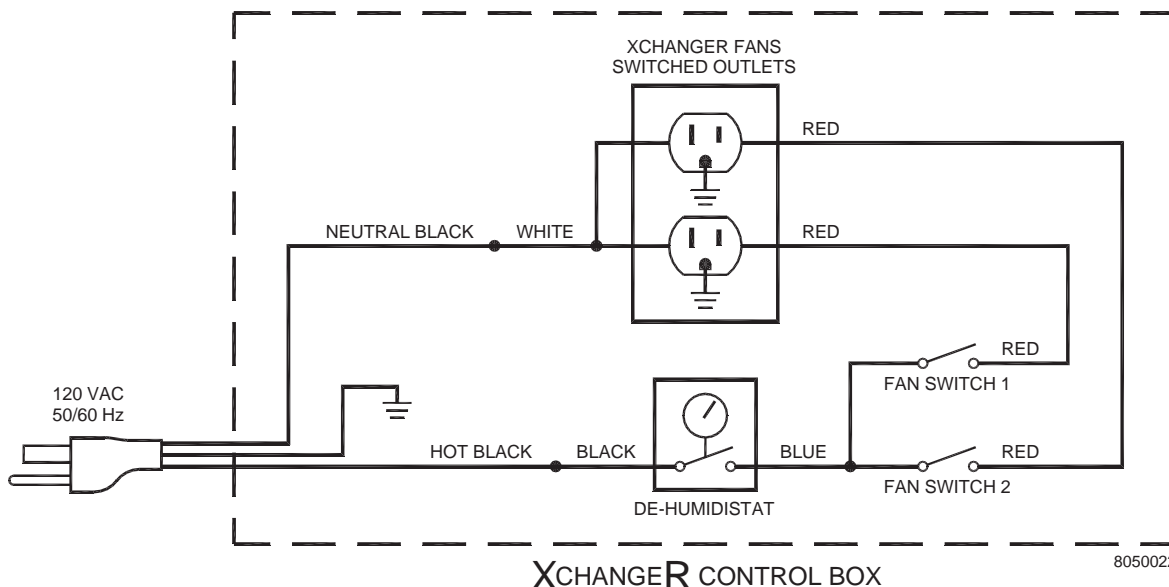 XCHANGER FANS
SWITCHED OUTLETS
RED
NEUTRAL BLACK
WHITE
RED
RED
FAN SWITCH 1
120 VAC
50/60 Hz
HOT BLACK
BLACK
BLUE
RED
FAN SWITCH 2
DE-HUMIDISTAT
XCHANGER CONTROL BOX
8050022